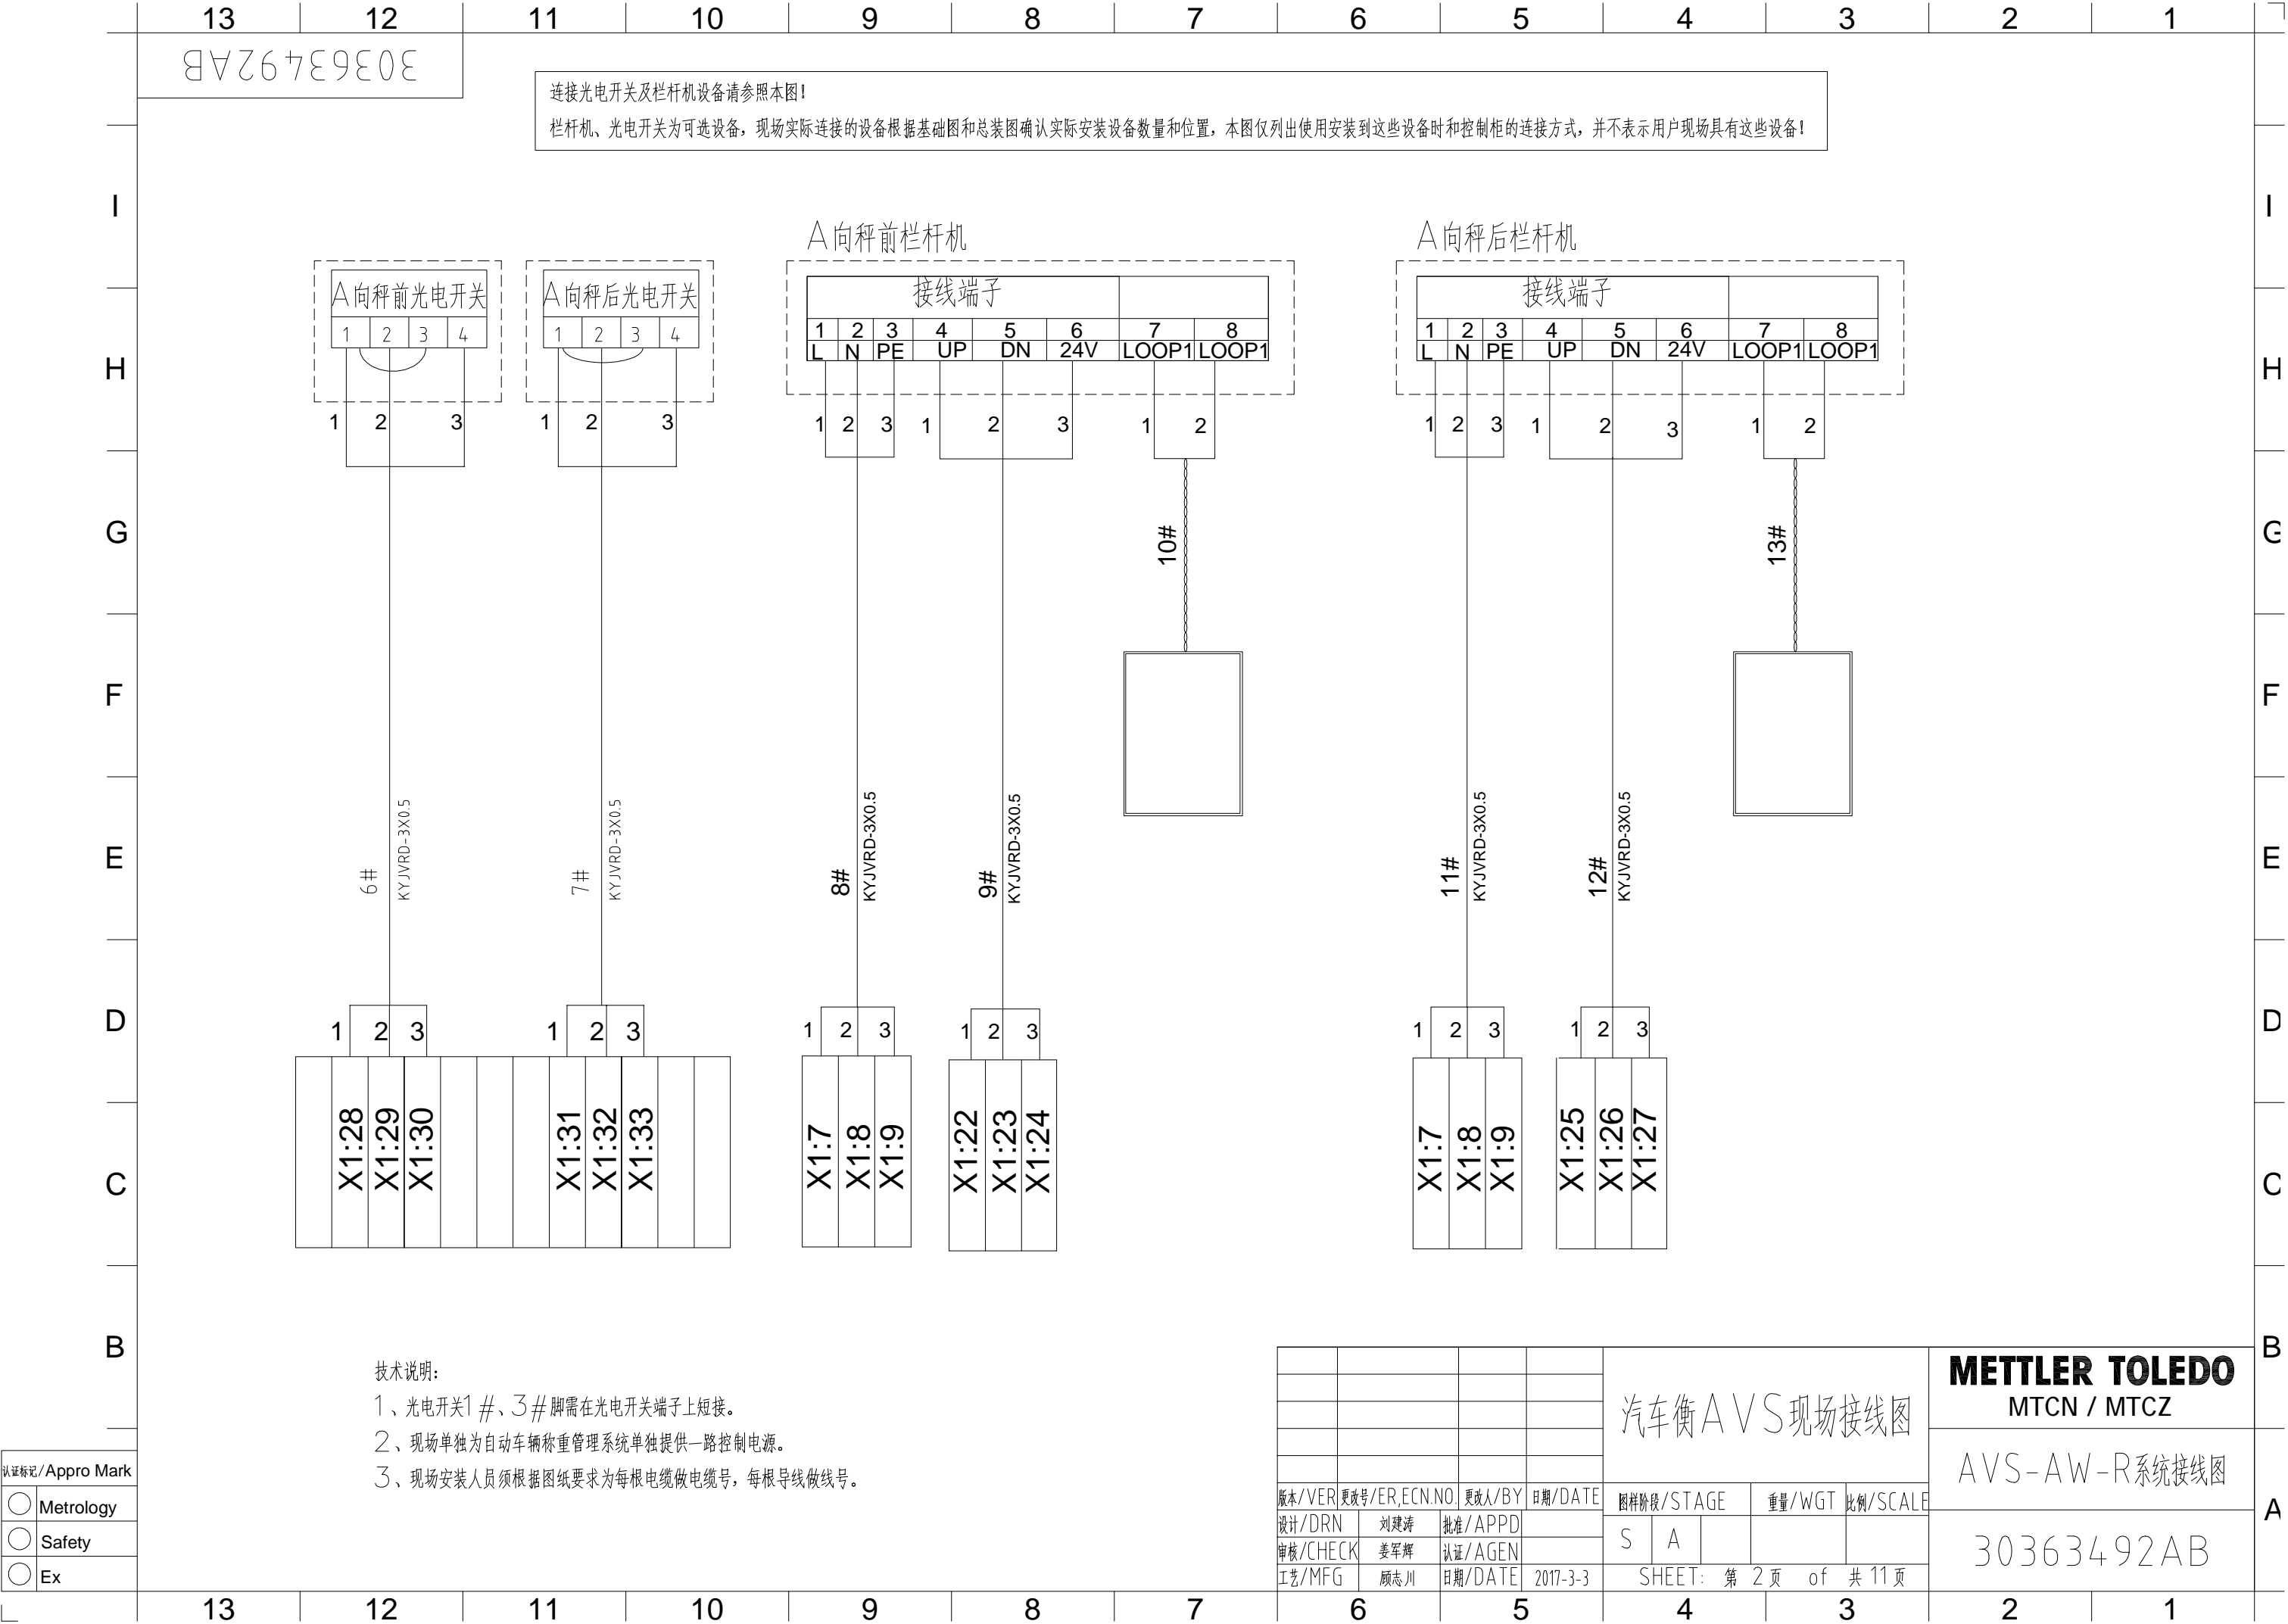 13 12 11 10 9 8 7 6 5 4 3 2 1
30363492AB
连接光电开关及栏杆机设备请参照本图!
栏杆机、光电开关为可选设备，现场实际连接的设备根据基础图和总装图确认实际安装设备数量和位置，本图仅列出使用安装到这些设备时和控制柜的连接方式，并不表示用户现场具有这些设备!
I I
A向秤前栏杆机 A向秤后栏杆机
A向秤前光电开关 A向秤后光电开关 接线端子 接线端子
1 2 3 4 1 2 3 4 1 2 3 4 5 6 7 8 1 2 3 4 5 6 7 8
L N PE UP DN 24V LOOP1 LOOP1 L N PE UP DN 24V LOOP1 LOOP1
H H
1 2 3 1 2 3 1 2 3 1 2 3 1 2 1 2 3 1 2 3 1 2
G G
10# 13#
F F
E E
6# KYJVRD-3X0.5 7# KYJVRD-3X0.5 8# KYJVRD-3X0.5 9# KYJVRD-3X0.5 11# KYJVRD-3X0.5 12# KYJVRD-3X0.5
D D
1 2 3 1 2 3 1 2 3 1 2 3 1 2 3 1 2 3
X1:28 X1:29 X1:30 X1:31 X1:32 X1:33 X1:7 X1:8 X1:9 X1:22 X1:23 X1:24 X1:7 X1:8 X1:9 X1:25 X1:26 X1:27
C C
B B
技术说明:
1、光电开关1#、3#脚需在光电开关端子上短接。
2、现场单独为自动车辆称重管理系统单独提供一路控制电源。
3、现场安装人员须根据图纸要求为每根电缆做电缆号，每根导线做线号。
认证标记/Appro Mark
Metrology
Safety
Ex
METTLER TOLEDO
MTCN / MTCZ
汽车衡AVS现场接线图
AVS-AW-R系统接线图
版本/VER 更改号/ER,ECN.NO. 更改人/BY 日期/DATE 图样阶段/STAGE 重量/WGT 比例/SCALE
设计/DRN 刘建涛 批准/APPD
审核/CHECK 姜军辉 认证/AGEN
S A
工艺/MFG 顾志川 日期/DATE 2017-3-3
SHEET: 第 2页 of 共 11页
30363492AB
A
13 12 11 10 9 8 7 6 5 4 3 2 1